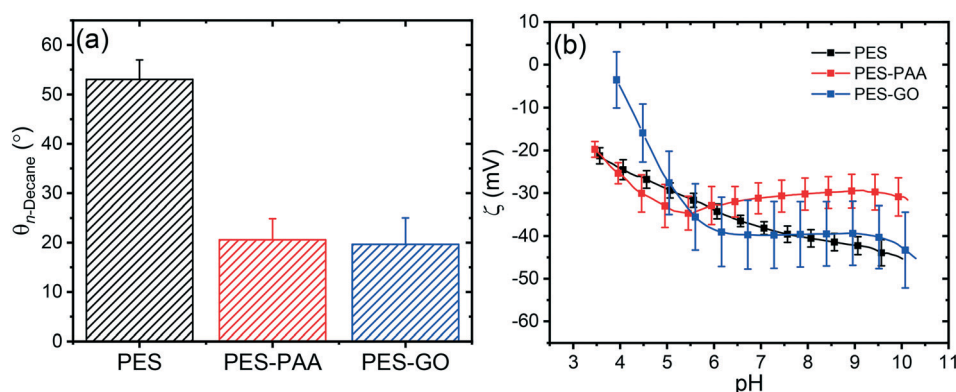 (a)
θn-Decane (°)
60
50
40
30
20
10
0
PES
PES-PAA
PES-GO
(b)
ζ (mV)
10
0
-10
-20
-30
-40
-50
-60
PES
PES-PAA
PES-GO
3 4 5 6 7 8 9 10 11
pH